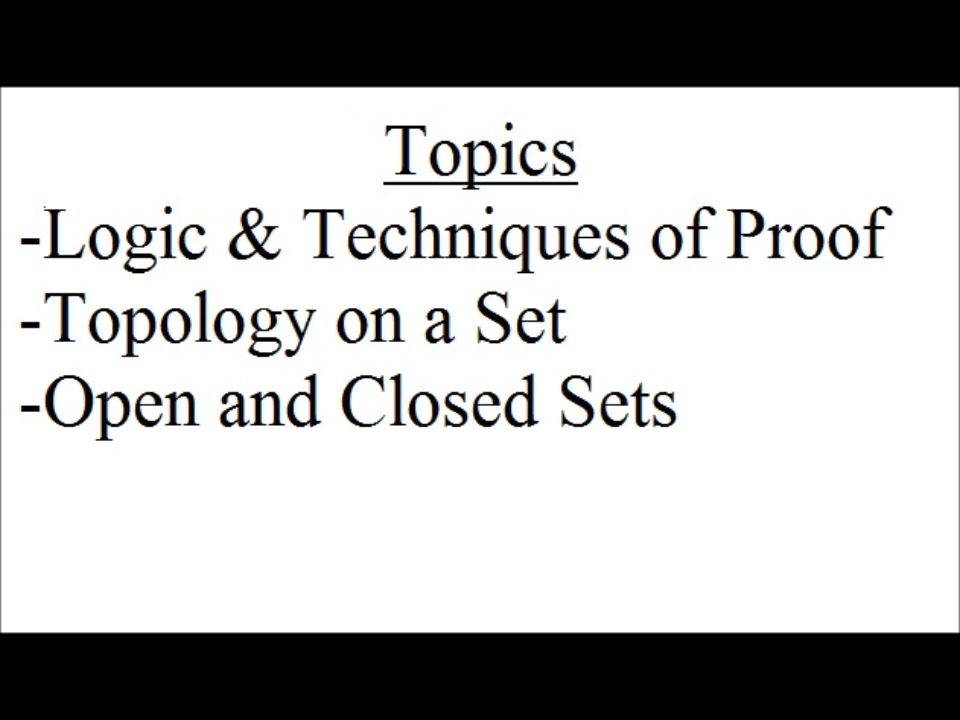 Topics
-Logic & Techniques of Proof
-Topology on a Set
-Open and Closed Sets